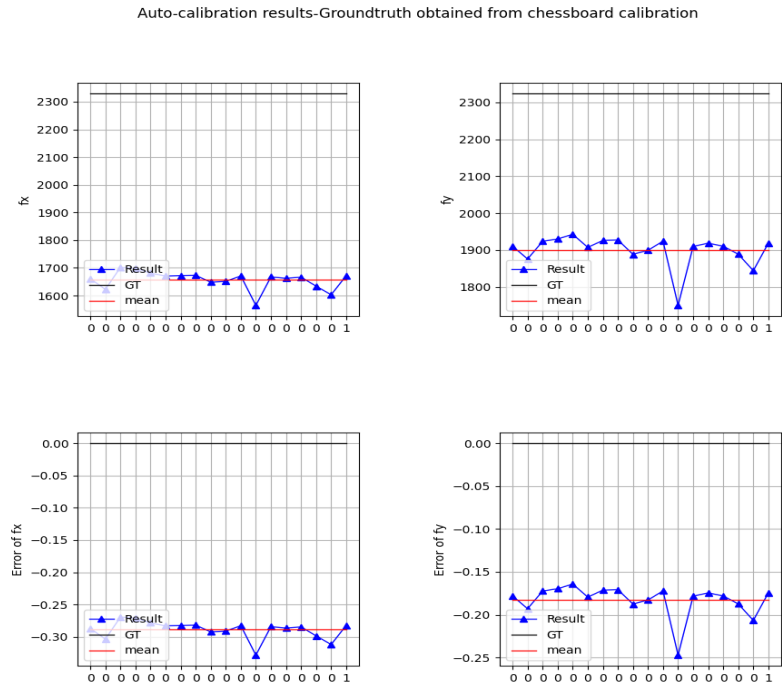 Auto-calibration results-Groundtruth obtained from chessboard calibration
fx
2300
2200
2100
2000
1900
1800
1700
1600
Result
GT
mean
0 0 0 0 0 0 0 0 0 0 0 0 0 0 0 0 0 1
fy
2300
2200
2100
2000
1900
1800
Result
GT
mean
0 0 0 0 0 0 0 0 0 0 0 0 0 0 0 0 0 1
Error of fx
0.00
−0.05
−0.10
−0.15
−0.20
−0.25
−0.30
Result
GT
mean
0 0 0 0 0 0 0 0 0 0 0 0 0 0 0 0 0 1
Error of fy
0.00
−0.05
−0.10
−0.15
−0.20
−0.25
Result
GT
mean
0 0 0 0 0 0 0 0 0 0 0 0 0 0 0 0 0 1